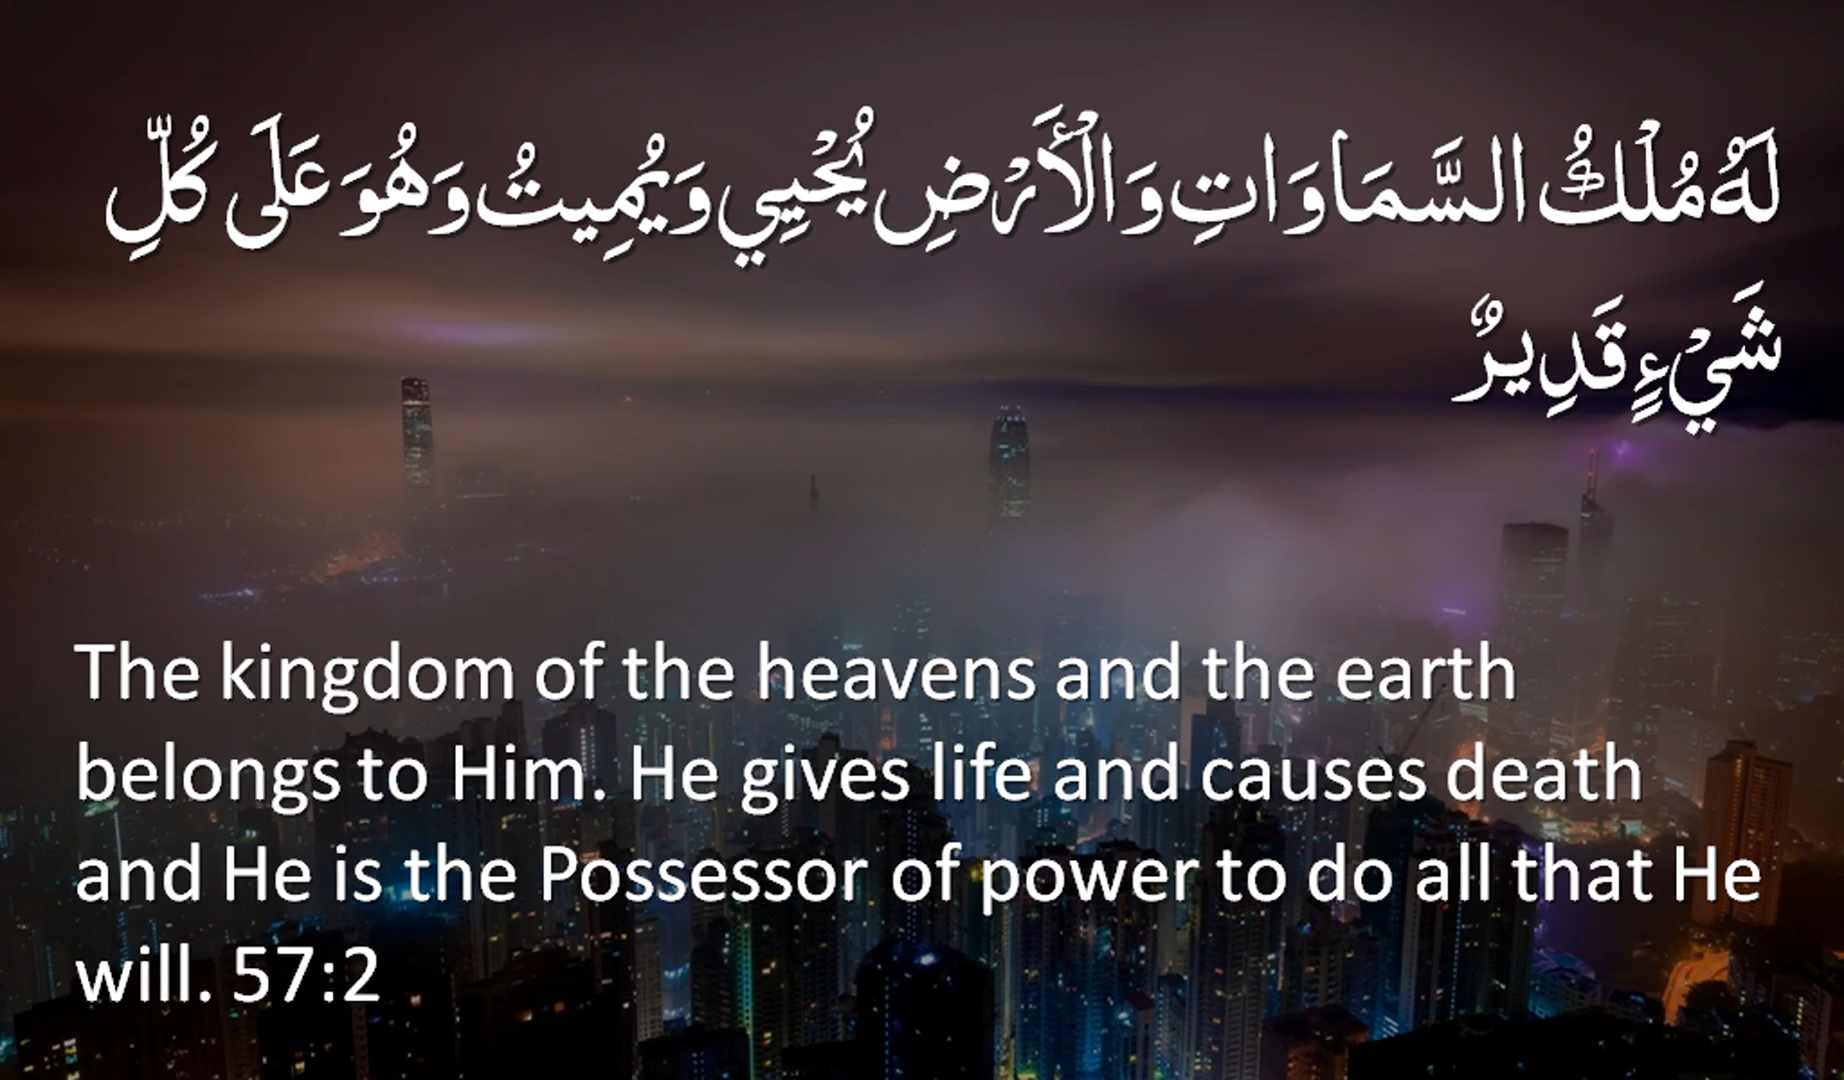 لَهُ مُلْكُ السَّمَاوَاتِ وَالْأَرْضِ يُحْيِي وَيُمِيتُ وَهُوَ عَلَى كُلِّ
شَيْءٍ قَدِيرٌ
The kingdom of the heavens and the earth
belongs to Him. He gives life and causes death
and He is the Possessor of power to do all that He
will. 57:2